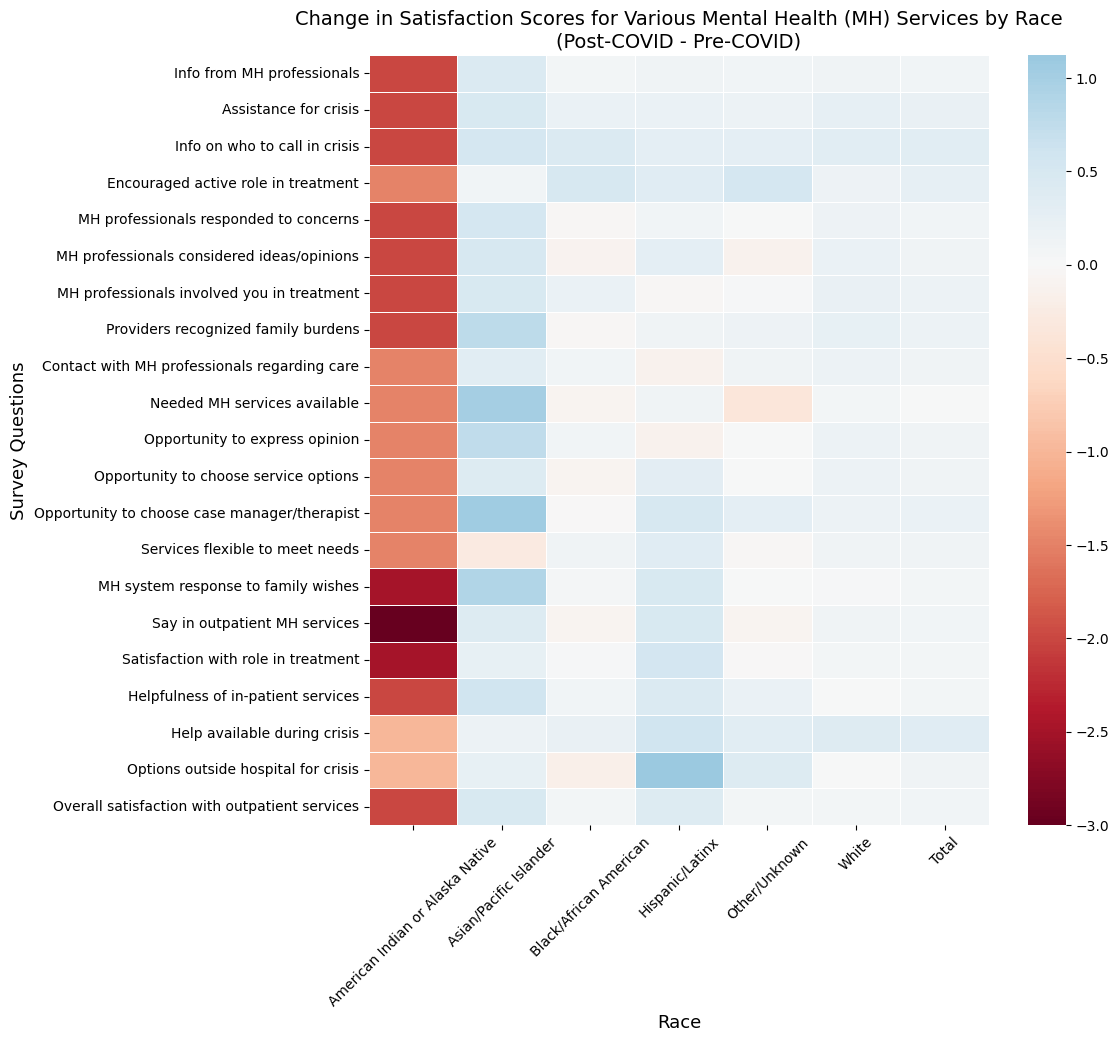 Change in Satisfaction Scores for Various Mental Health (MH) Services by Race
(Post-COVID - Pre-COVID)
Survey Questions
Info from MH professionals
Assistance for crisis
Info on who to call in crisis
Encouraged active role in treatment
MH professionals responded to concerns
MH professionals considered ideas/opinions
MH professionals involved you in treatment
Providers recognized family burdens
Contact with MH professionals regarding care
Needed MH services available
Opportunity to express opinion
Opportunity to choose service options
Opportunity to choose case manager/therapist
Services flexible to meet needs
MH system response to family wishes
Say in outpatient MH services
Satisfaction with role in treatment
Helpfulness of in-patient services
Help available during crisis
Options outside hospital for crisis
Overall satisfaction with outpatient services
American Indian or Alaska Native
Asian/Pacific Islander
Black/African American
Hispanic/Latinx
Other/Unknown
White
Total
Race
1.0
0.5
0.0
−0.5
−1.0
−1.5
−2.0
−2.5
−3.0